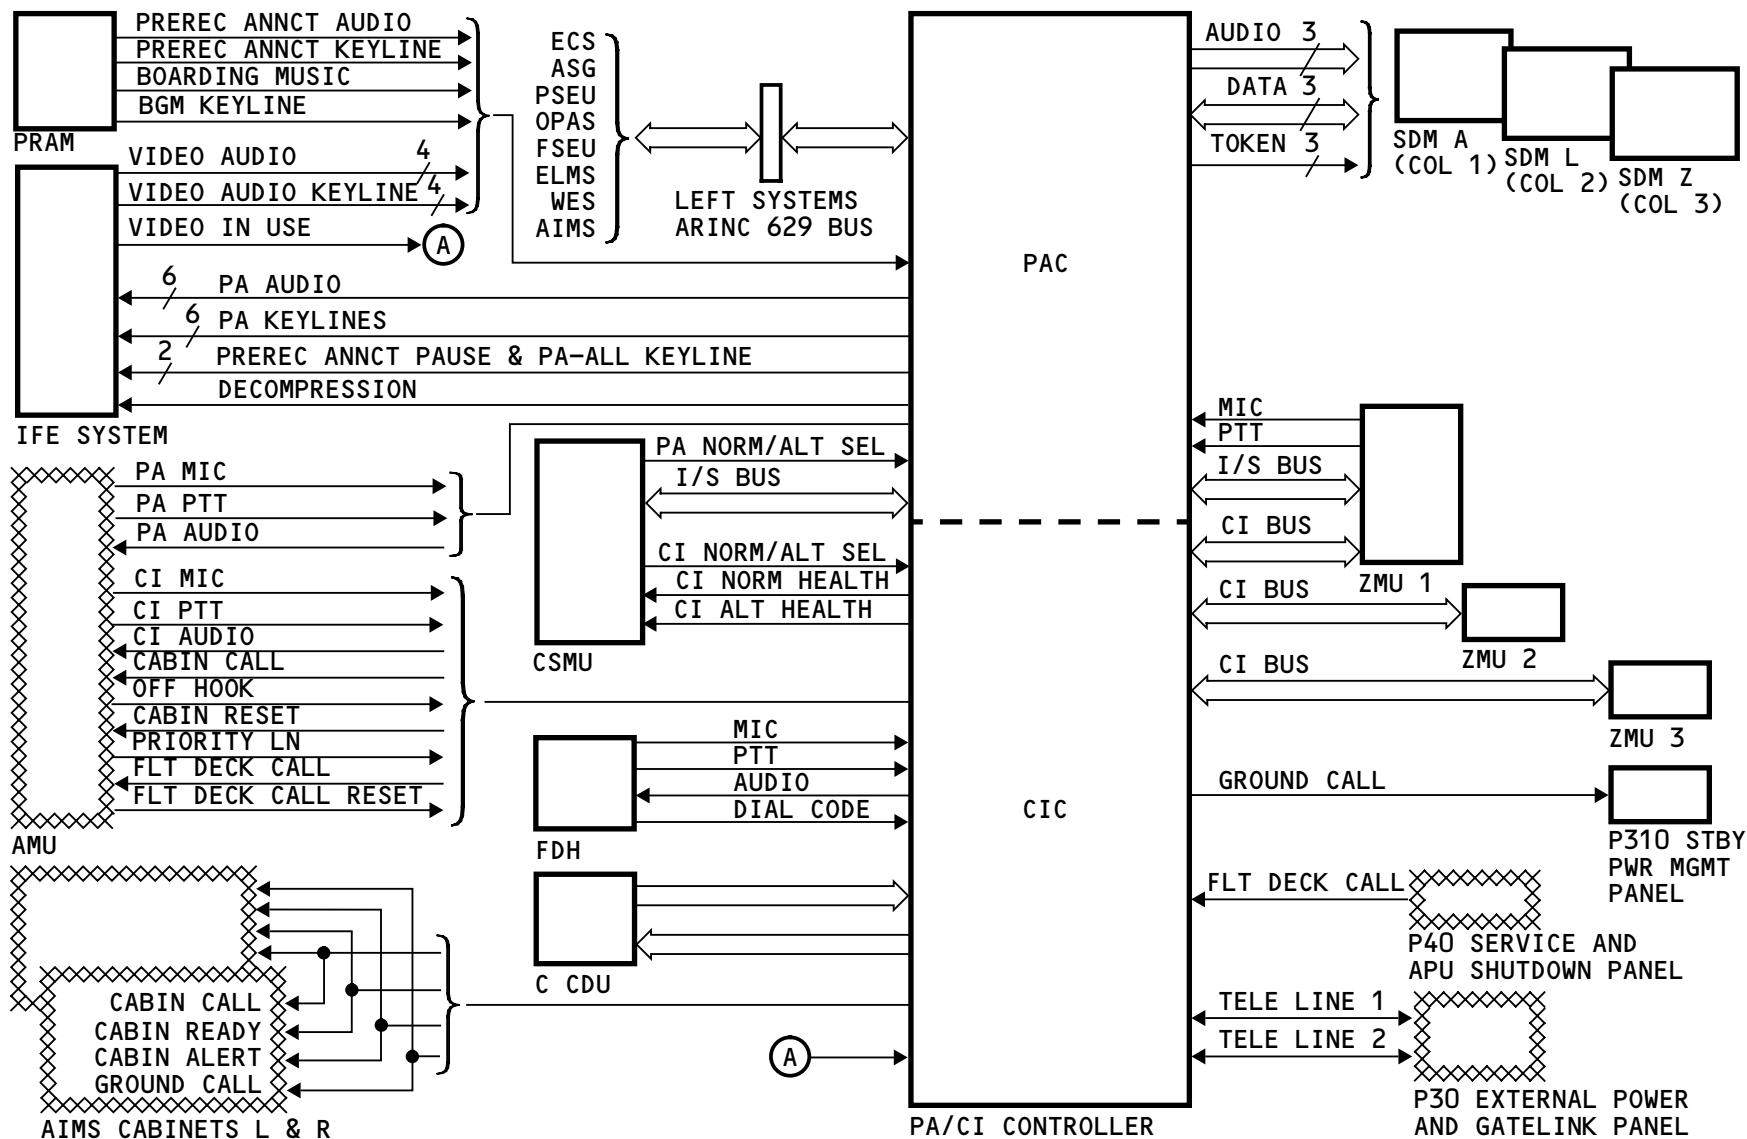 PREREC ANNCT AUDIO
PREREC ANNCT KEYLINE
BOARDING MUSIC
BGM KEYLINE
PRAM
VIDEO AUDIO 4
VIDEO AUDIO KEYLINE 4
VIDEO IN USE
A
6 PA AUDIO
6 PA KEYLINES
2 PREREC ANNCT PAUSE & PA-ALL KEYLINE
DECOMPRESSION
IFE SYSTEM
PA MIC
PA PTT
PA AUDIO
CI MIC
CI PTT
CI AUDIO
CABIN CALL
OFF HOOK
CABIN RESET
PRIORITY LN
FLT DECK CALL
FLT DECK CALL RESET
AMU
CABIN CALL
CABIN READY
CABIN ALERT
GROUND CALL
AIMS CABINETS L & R
ECS
ASG
PSEU
OPAS
FSEU
ELMS
WES
AIMS
LEFT SYSTEMS
ARINC 629 BUS
PA NORM/ALT SEL
I/S BUS
CI NORM/ALT SEL
CI NORM HEALTH
CI ALT HEALTH
CSMU
MIC
PTT
AUDIO
DIAL CODE
FDH
C CDU
A
PAC
CIC
PA/CI CONTROLLER
AUDIO 3
DATA 3
TOKEN 3
SDM A
(COL 1)
SDM L
(COL 2)
SDM Z
(COL 3)
MIC
PTT
I/S BUS
CI BUS
ZMU 1
CI BUS
ZMU 2
CI BUS
ZMU 3
GROUND CALL
P310 STBY
PWR MGMT
PANEL
FLT DECK CALL
P40 SERVICE AND
APU SHUTDOWN PANEL
TELE LINE 1
TELE LINE 2
P30 EXTERNAL POWER
AND GATELINK PANEL